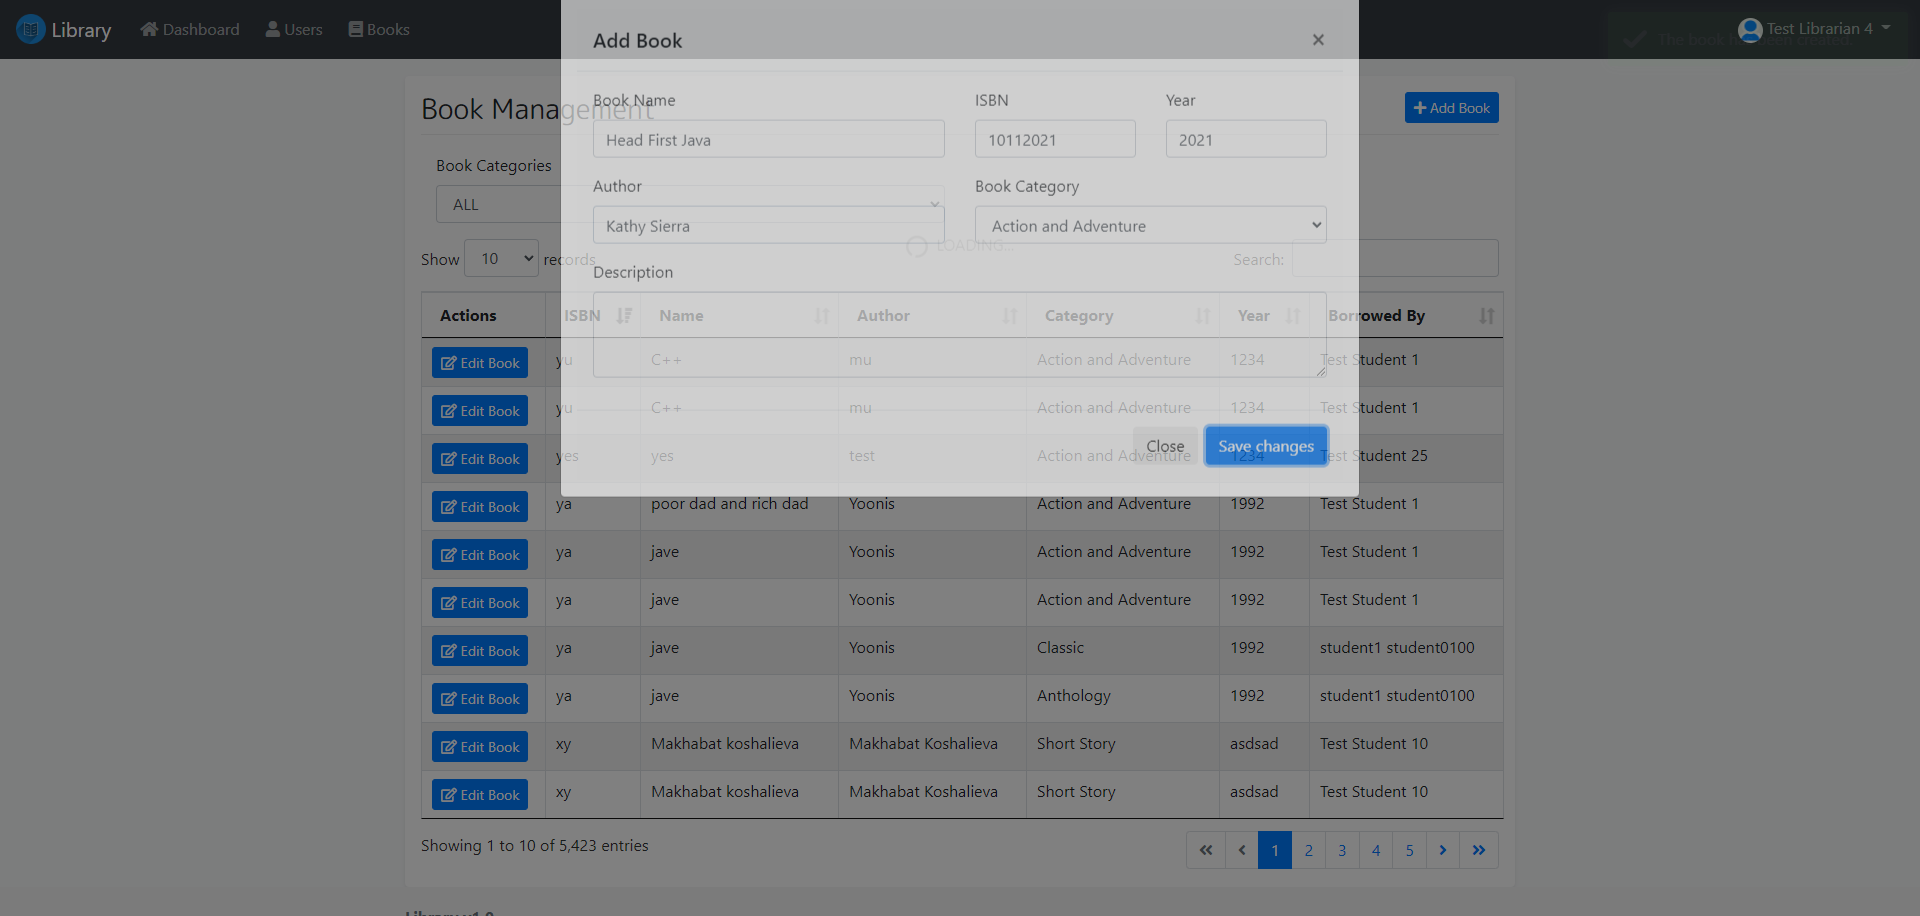 Library Dashboard Users Books Test Librarian 4
The book has been created.
Add Book ×
Book Management
Add Book
Book Name ISBN Year
Head First Java 10112021 2021
Book Categories
ALL
Author Book Category
Kathy Sierra Action and Adventure
LOADING...
Show 10 records Search:
Description
Actions ISBN Name Author Category Year Borrowed By
Edit Book yu C++ mu Action and Adventure 1234 Test Student 1
Edit Book yu C++ mu Action and Adventure 1234 Test Student 1
Close Save changes
Edit Book yes yes test Action and Adventure 1234 Test Student 25
Edit Book ya poor dad and rich dad Yoonis Action and Adventure 1992 Test Student 1
Edit Book ya jave Yoonis Action and Adventure 1992 Test Student 1
Edit Book ya jave Yoonis Action and Adventure 1992 Test Student 1
Edit Book ya jave Yoonis Classic 1992 student1 student0100
Edit Book ya jave Yoonis Anthology 1992 student1 student0100
Edit Book xy Makhabat koshalieva Makhabat Koshalieva Short Story asdsad Test Student 10
Edit Book xy Makhabat koshalieva Makhabat Koshalieva Short Story asdsad Test Student 10
Showing 1 to 10 of 5,423 entries
« ‹ 1 2 3 4 5 › »